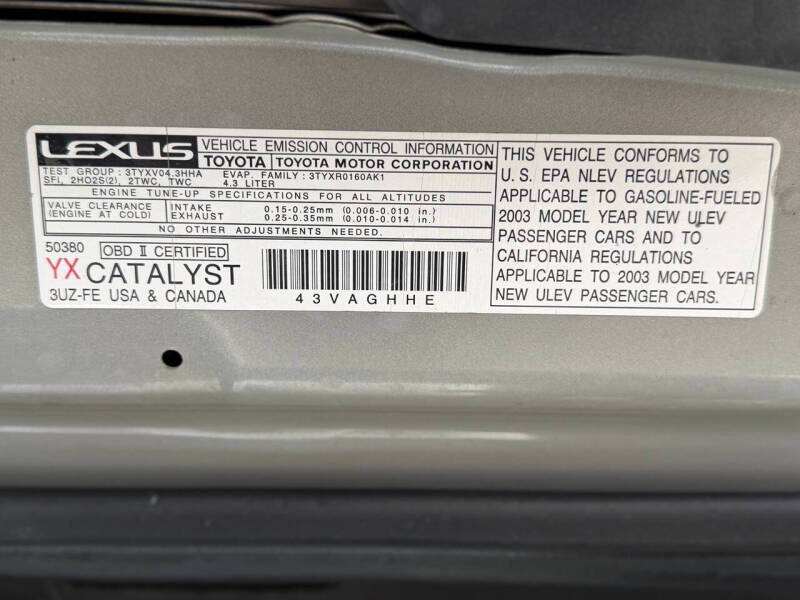 LEXUS VEHICLE EMISSION CONTROL INFORMATION
TOYOTA TOYOTA MOTOR CORPORATION
TEST GROUP : 3TYXV04.3HHA EVAP. FAMILY : 3TYXR0160AK1
SFI, 2HO2S(2), 2TWC, TWC 4.3 LITER
ENGINE TUNE-UP SPECIFICATIONS FOR ALL ALTITUDES
VALVE CLEARANCE INTAKE 0.15-0.25mm (0.006-0.010 in.)
(ENGINE AT COLD) EXHAUST 0.25-0.35mm (0.010-0.014 in.)
NO OTHER ADJUSTMENTS NEEDED.
50380 OBD II CERTIFIED
YX CATALYST
3UZ-FE USA & CANADA
43VAGHHE
THIS VEHICLE CONFORMS TO
U.S. EPA NLEV REGULATIONS
APPLICABLE TO GASOLINE-FUELED
2003 MODEL YEAR NEW ULEV
PASSENGER CARS AND TO
CALIFORNIA REGULATIONS
APPLICABLE TO 2003 MODEL YEAR
NEW ULEV PASSENGER CARS.